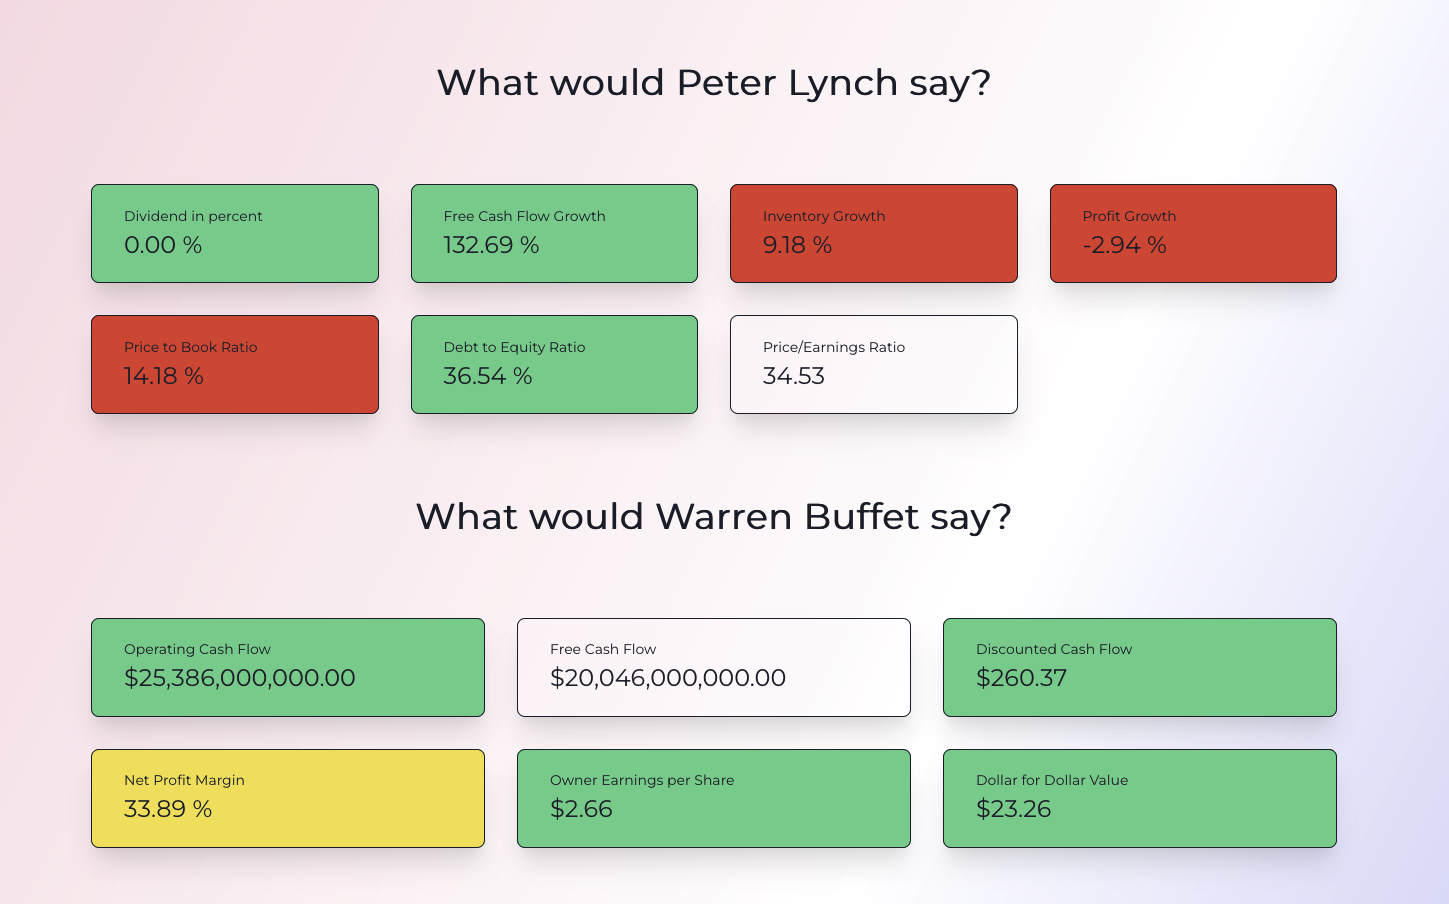 What would Peter Lynch say?
Dividend in percent
0.00 %
Free Cash Flow Growth
132.69 %
Inventory Growth
9.18 %
Profit Growth
-2.94 %
Price to Book Ratio
14.18 %
Debt to Equity Ratio
36.54 %
Price/Earnings Ratio
34.53
What would Warren Buffet say?
Operating Cash Flow
$25,386,000,000.00
Free Cash Flow
$20,046,000,000.00
Discounted Cash Flow
$260.37
Net Profit Margin
33.89 %
Owner Earnings per Share
$2.66
Dollar for Dollar Value
$23.26